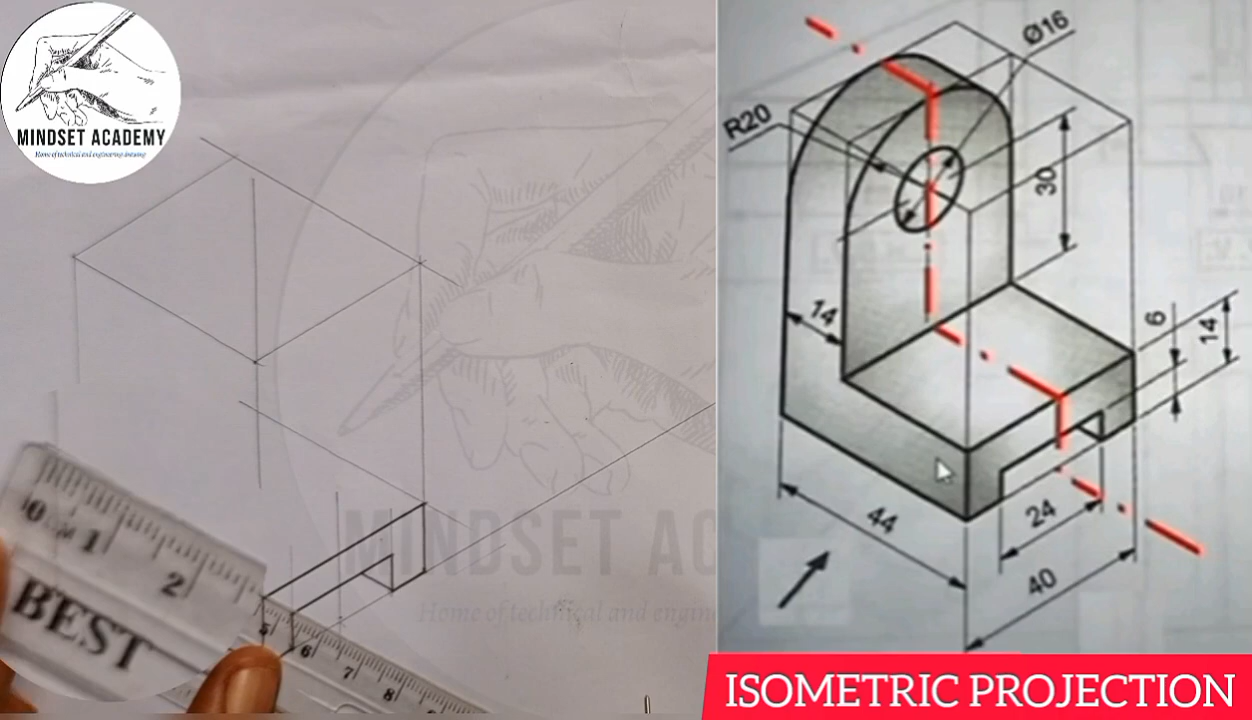 MINDSET ACADEMY
Home of technical and engineering drawing
Ø16
R20
30
14
6
14
44
24
40
MINDSET AC
Home of technical and engine
0 1 2
5 6 7 8
BEST
ISOMETRIC PROJECTION